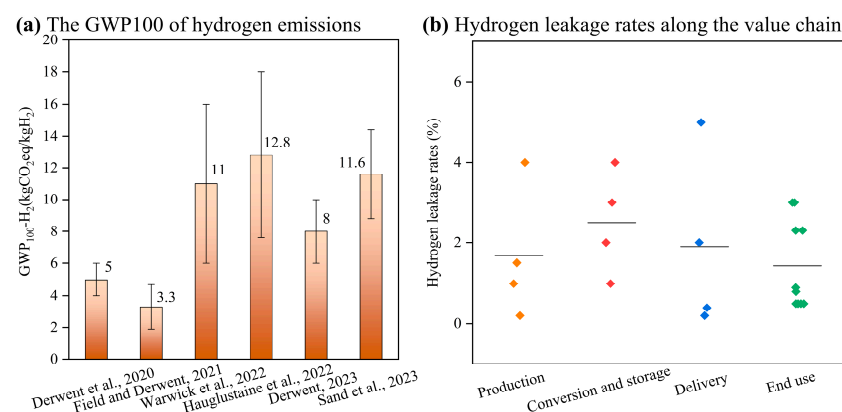 (a) The GWP100 of hydrogen emissions
20
18
16
14
12
10
8
6
4
2
0
GWP10C-H2(kgCO2eq/kgH2)
5
3.3
11
12.8
8
11.6
Derwent et al., 2020
Field and Derwent, 2021
Warwick et al., 2022
Hauglustaine et al., 2022
Derwent, 2023
Sand et al., 2023
(b) Hydrogen leakage rates along the value chain
6
4
2
0
Hydrogen leakage rates (%)
Production
Conversion and storage
Delivery
End use